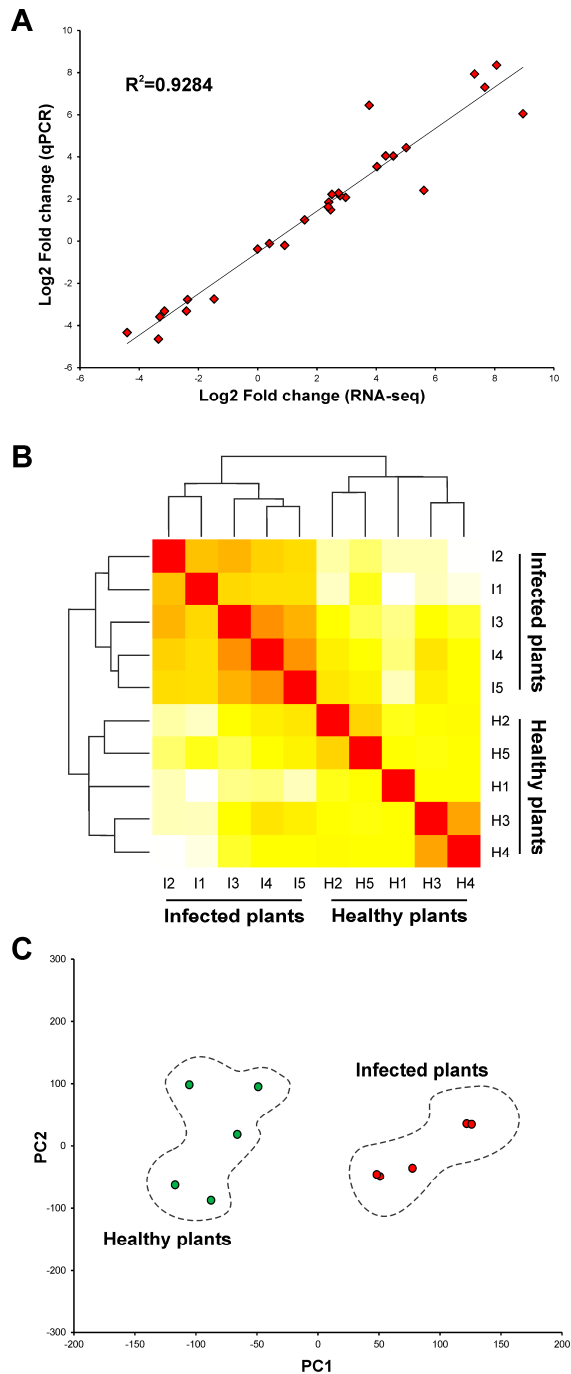 A
R²=0.9284
Log2 Fold change (qPCR)
10
8
6
4
2
0
-2
-4
-6
-6 -4 -2 0 2 4 6 8 10
Log2 Fold change (RNA-seq)
B
I2
I1
I3
I4
I5
H2
H5
H1
H3
H4
Infected plants
Healthy plants
I2 I1 I3 I4 I5 H2 H5 H1 H3 H4
Infected plants Healthy plants
C
PC2
300
200
100
0
-100
-200
-300
Infected plants
Healthy plants
-200 -150 -100 -50 0 50 100 150 200
PC1